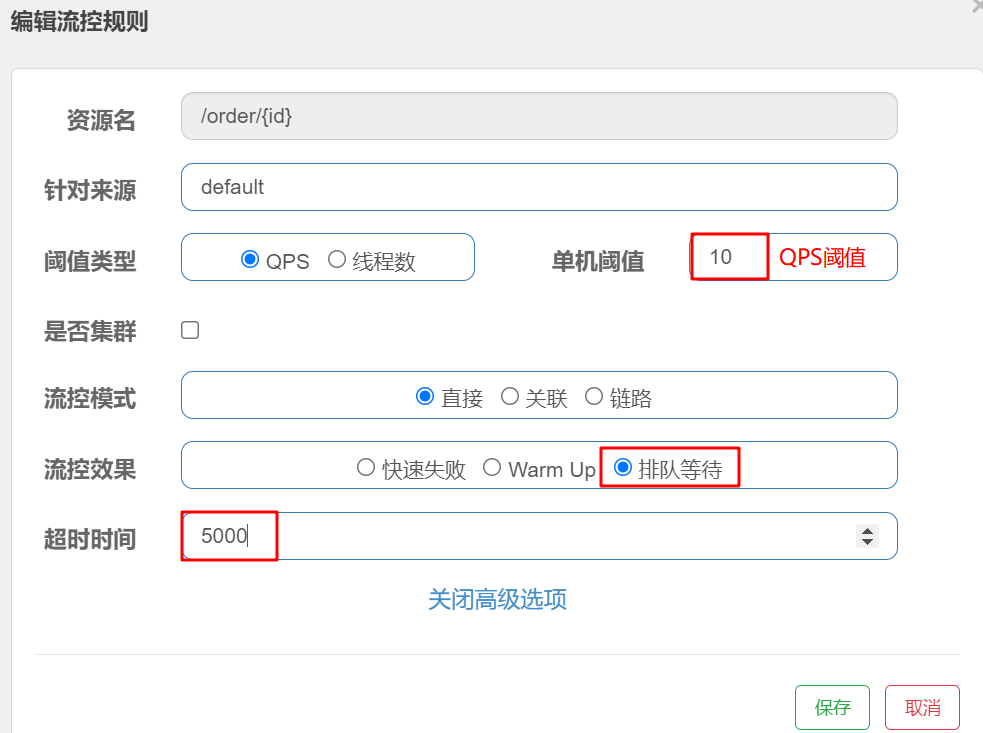 编辑流控规则
资源名 /order/{id}
针对来源 default
阈值类型 QPS 线程数 单机阈值 10 QPS阈值
是否集群
流控模式 直接 关联 链路
流控效果 快速失败 Warm Up 排队等待
超时时间 5000
关闭高级选项
保存 取消